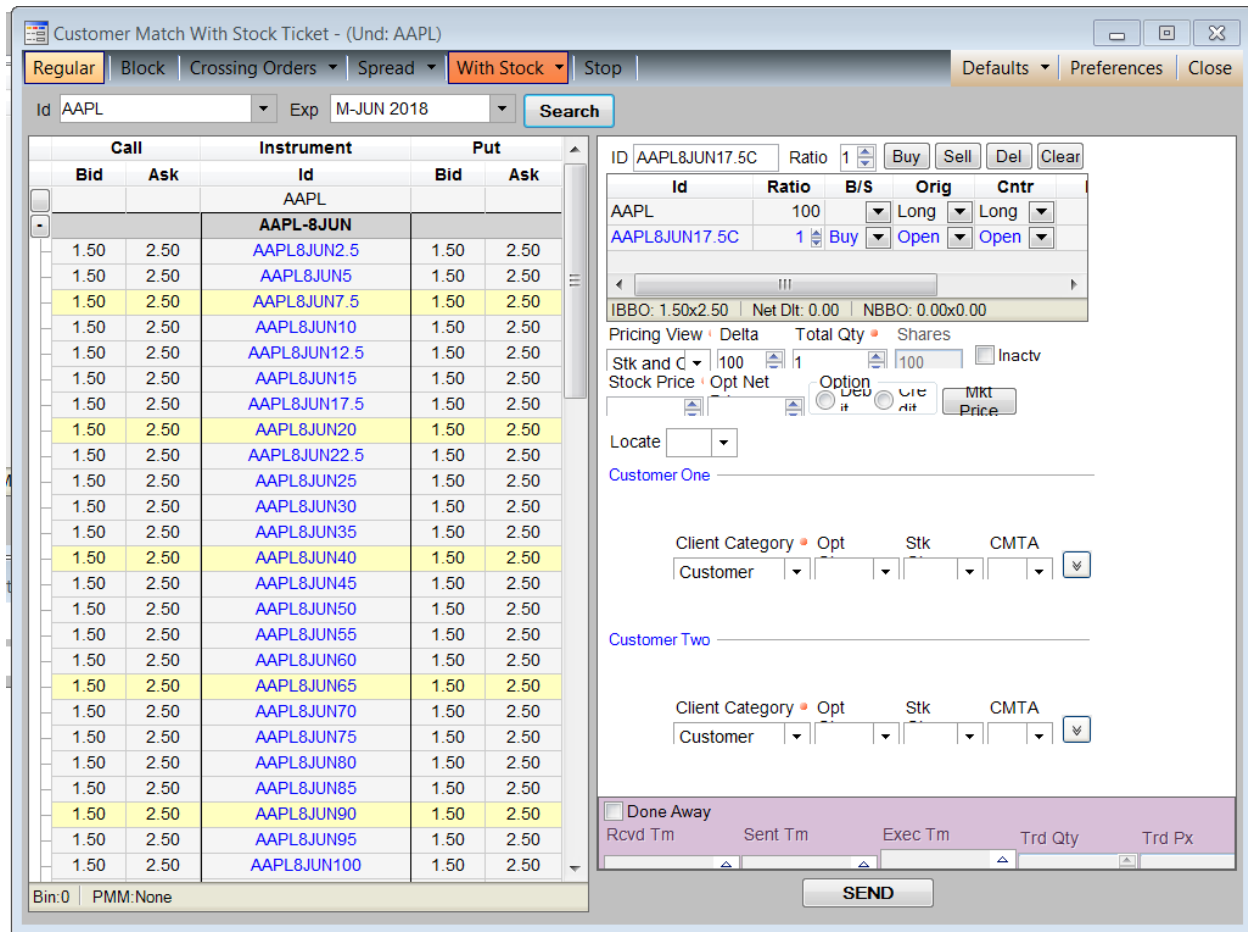 Customer Match With Stock Ticket - (Und: AAPL)
Regular Block Crossing Orders Spread With Stock Stop Defaults Preferences Close
Id AAPL Exp M-JUN 2018 Search
Call Instrument Put
Bid Ask Id Bid Ask
AAPL
- AAPL-8JUN
1.50 2.50 AAPL8JUN2.5 1.50 2.50
1.50 2.50 AAPL8JUN5 1.50 2.50
1.50 2.50 AAPL8JUN7.5 1.50 2.50
1.50 2.50 AAPL8JUN10 1.50 2.50
1.50 2.50 AAPL8JUN12.5 1.50 2.50
1.50 2.50 AAPL8JUN15 1.50 2.50
1.50 2.50 AAPL8JUN17.5 1.50 2.50
1.50 2.50 AAPL8JUN20 1.50 2.50
1.50 2.50 AAPL8JUN22.5 1.50 2.50
1.50 2.50 AAPL8JUN25 1.50 2.50
1.50 2.50 AAPL8JUN30 1.50 2.50
1.50 2.50 AAPL8JUN35 1.50 2.50
1.50 2.50 AAPL8JUN40 1.50 2.50
1.50 2.50 AAPL8JUN45 1.50 2.50
1.50 2.50 AAPL8JUN50 1.50 2.50
1.50 2.50 AAPL8JUN55 1.50 2.50
1.50 2.50 AAPL8JUN60 1.50 2.50
1.50 2.50 AAPL8JUN65 1.50 2.50
1.50 2.50 AAPL8JUN70 1.50 2.50
1.50 2.50 AAPL8JUN75 1.50 2.50
1.50 2.50 AAPL8JUN80 1.50 2.50
1.50 2.50 AAPL8JUN85 1.50 2.50
1.50 2.50 AAPL8JUN90 1.50 2.50
1.50 2.50 AAPL8JUN95 1.50 2.50
1.50 2.50 AAPL8JUN100 1.50 2.50
Bin:0 PMM:None
ID AAPL8JUN17.5C Ratio 1 Buy Sell Del Clear
Id Ratio B/S Orig Cntr
AAPL 100 Long Long
AAPL8JUN17.5C 1 Buy Open Open
IBBO: 1.50x2.50 Net Dlt: 0.00 NBBO: 0.00x0.00
Pricing View Delta Total Qty Shares
Stk and 100 1 100 Inactv
Stock Price Opt Net Option
Debit Credit Mkt Price
Locate
Customer One
Client Category Opt Stk CMTA
Customer
Customer Two
Client Category Opt Stk CMTA
Customer
Done Away
Rcvd Tm Sent Tm Exec Tm Trd Qty Trd Px
SEND